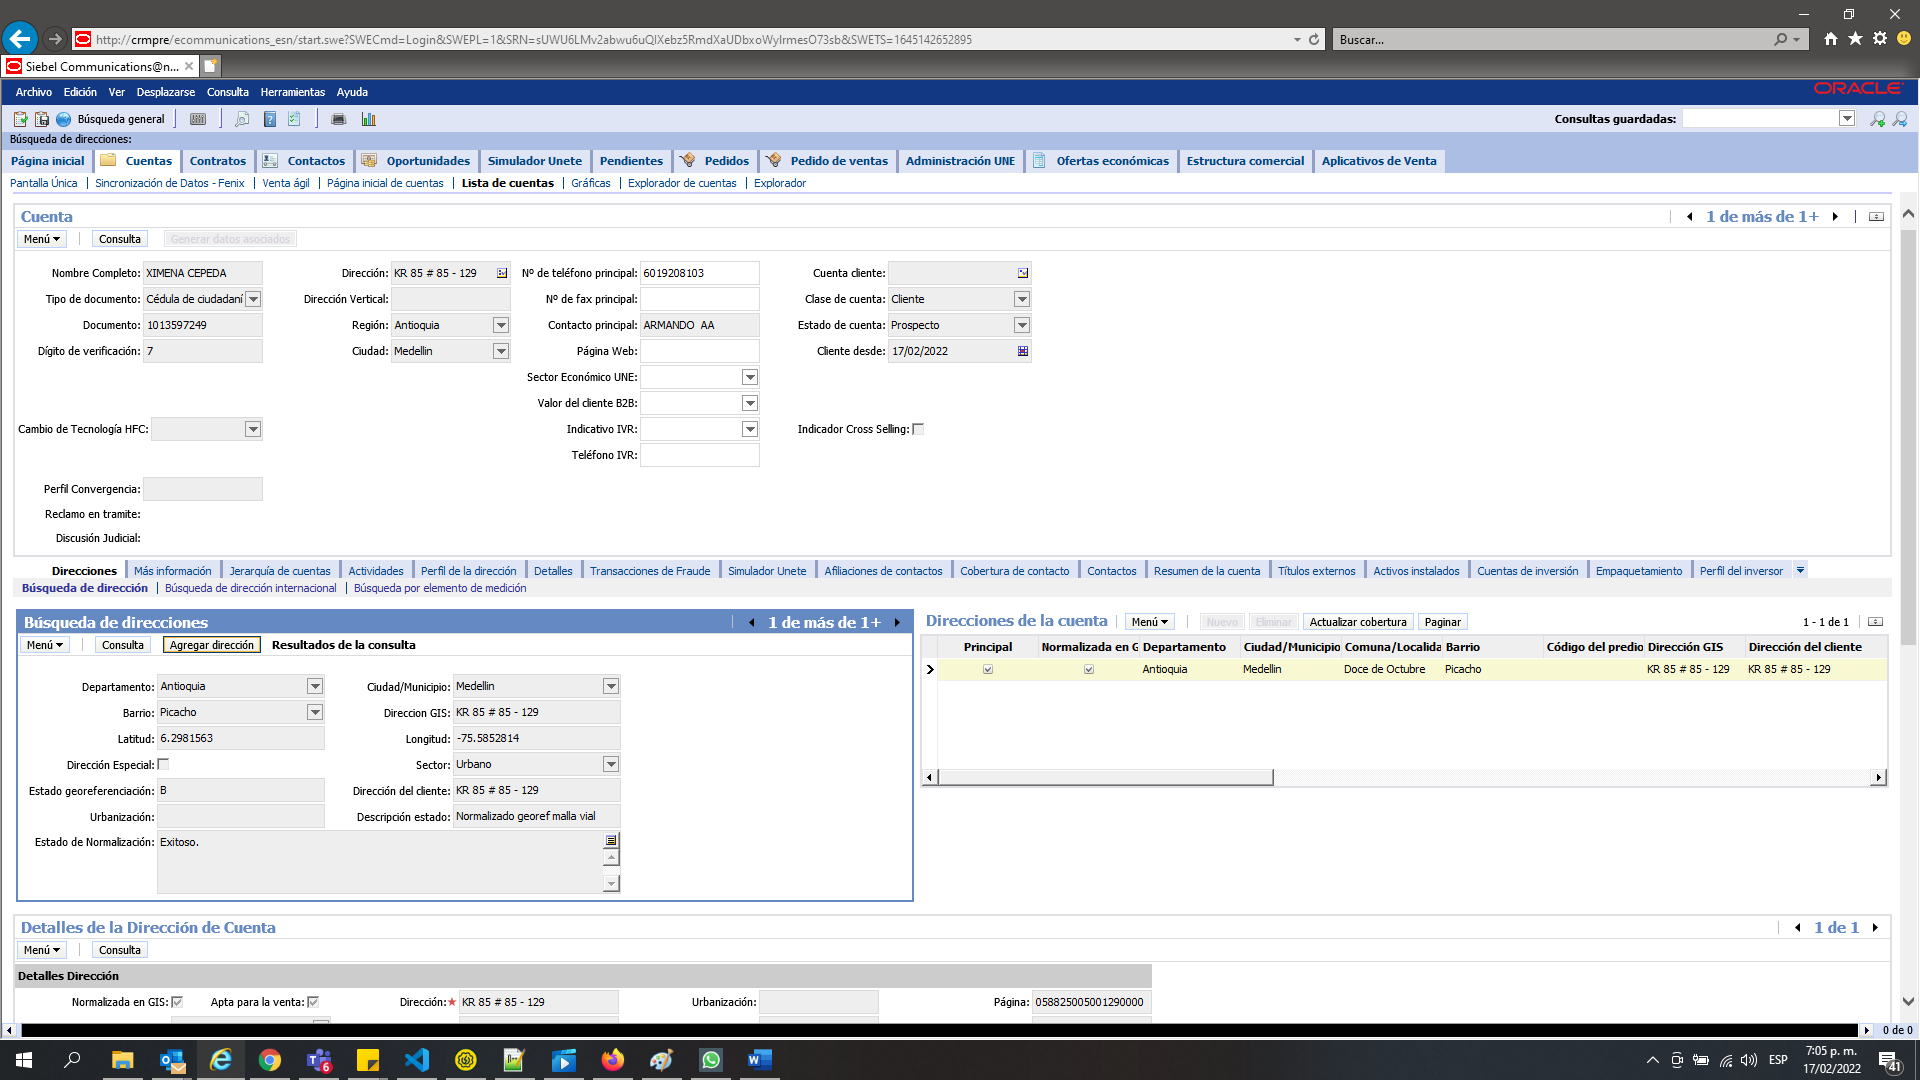 http://crmpre/ecommunications_esn/start.swe?SWECmd=Login&SWEPL=1&SRN=sUWU6LMv2abwu6uQIXebz5RmdXaUDbxoWyIrmesO73sb&SWETS=1645142652895
Buscar...
Siebel Communications@n...
Archivo Edición Ver Desplazarse Consulta Herramientas Ayuda
ORACLE
Búsqueda general
Consultas guardadas:
Búsqueda de direcciones:
Página inicial Cuentas Contratos Contactos Oportunidades Simulador Unete Pendientes Pedidos Pedido de ventas Administración UNE Ofertas económicas Estructura comercial Aplicativos de Venta
Pantalla Única Sincronización de Datos - Fenix Venta ágil Página inicial de cuentas Lista de cuentas Gráficas Explorador de cuentas Explorador
Cuenta
1 de más de 1+
Menú Consulta Generar datos asociados
Nombre Completo: XIMENA CEPEDA Dirección: KR 85 # 85 - 129 Nº de teléfono principal: 6019208103 Cuenta cliente:
Tipo de documento: Cédula de ciudadaní Dirección Vertical: Nº de fax principal: Clase de cuenta: Cliente
Documento: 1013597249 Región: Antioquia Contacto principal: ARMANDO AA Estado de cuenta: Prospecto
Dígito de verificación: 7 Ciudad: Medellin Página Web: Cliente desde: 17/02/2022
Sector Económico UNE:
Valor del cliente B2B:
Cambio de Tecnología HFC: Indicativo IVR: Indicador Cross Selling:
Teléfono IVR:
Perfil Convergencia:
Reclamo en tramite:
Discusión Judicial:
Direcciones Más información Jerarquía de cuentas Actividades Perfil de la dirección Detalles Transacciones de Fraude Simulador Unete Afiliaciones de contactos Cobertura de contacto Contactos Resumen de la cuenta Títulos externos Activos instalados Cuentas de inversión Empaquetamiento Perfil del inversor
Búsqueda de dirección Búsqueda de dirección internacional Búsqueda por elemento de medición
Búsqueda de direcciones
1 de más de 1+
Menú Consulta Agregar dirección Resultados de la consulta
Departamento: Antioquia Ciudad/Municipio: Medellin
Barrio: Picacho Direccion GIS: KR 85 # 85 - 129
Latitud: 6.2981563 Longitud: -75.5852814
Dirección Especial: Sector: Urbano
Estado georeferenciación: B Dirección del cliente: KR 85 # 85 - 129
Urbanización: Descripción estado: Normalizado georef malla vial
Estado de Normalización: Exitoso.
Direcciones de la cuenta Menú Nuevo Eliminar Actualizar cobertura Paginar 1 - 1 de 1
Principal Normalizada en G Departamento Ciudad/Municipio Comuna/Localida Barrio Código del predio Dirección GIS Dirección del cliente
Antioquia Medellin Doce de Octubre Picacho KR 85 # 85 - 129 KR 85 # 85 - 129
Detalles de la Dirección de Cuenta
1 de 1
Menú Consulta
Detalles Dirección
Normalizada en GIS: Apta para la venta: Dirección:* KR 85 # 85 - 129 Urbanización: Página: 058825005001290000
0 de 0
6
W
ESP
7:05 p. m.
17/02/2022
41